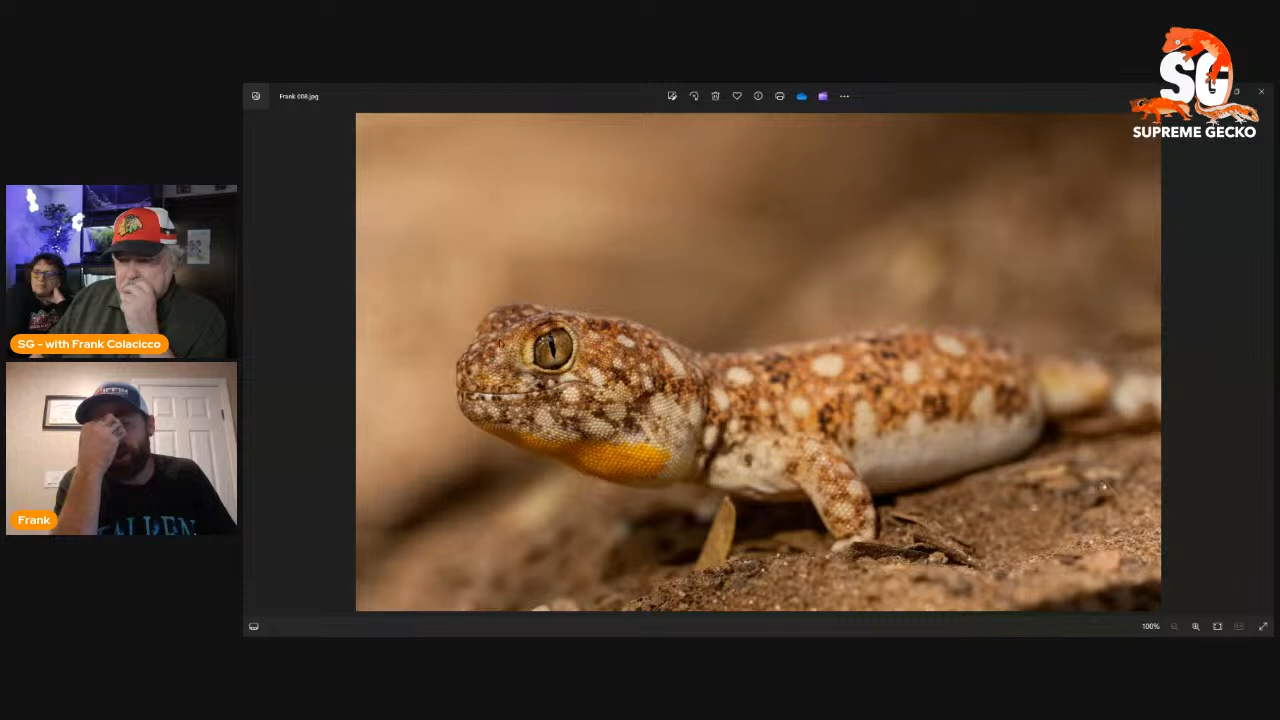 Frank 008.jpg
SG
SUPREME GECKO
SG - with Frank Colacicco
Frank
100%